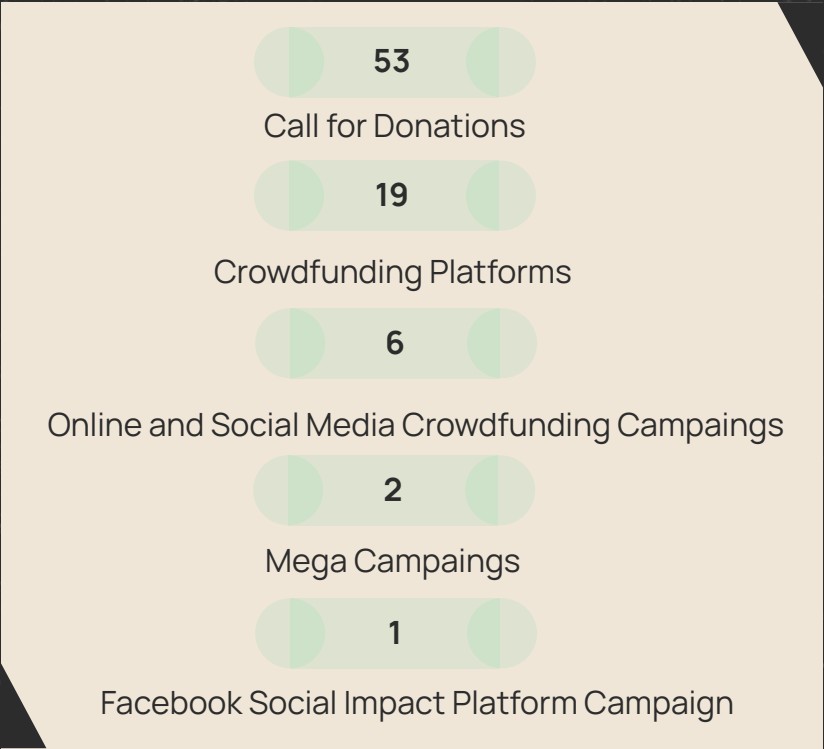 53
Call for Donations
19
Crowdfunding Platforms
6
Online and Social Media Crowdfunding Campaings
2
Mega Campaings
1
Facebook Social Impact Platform Campaign